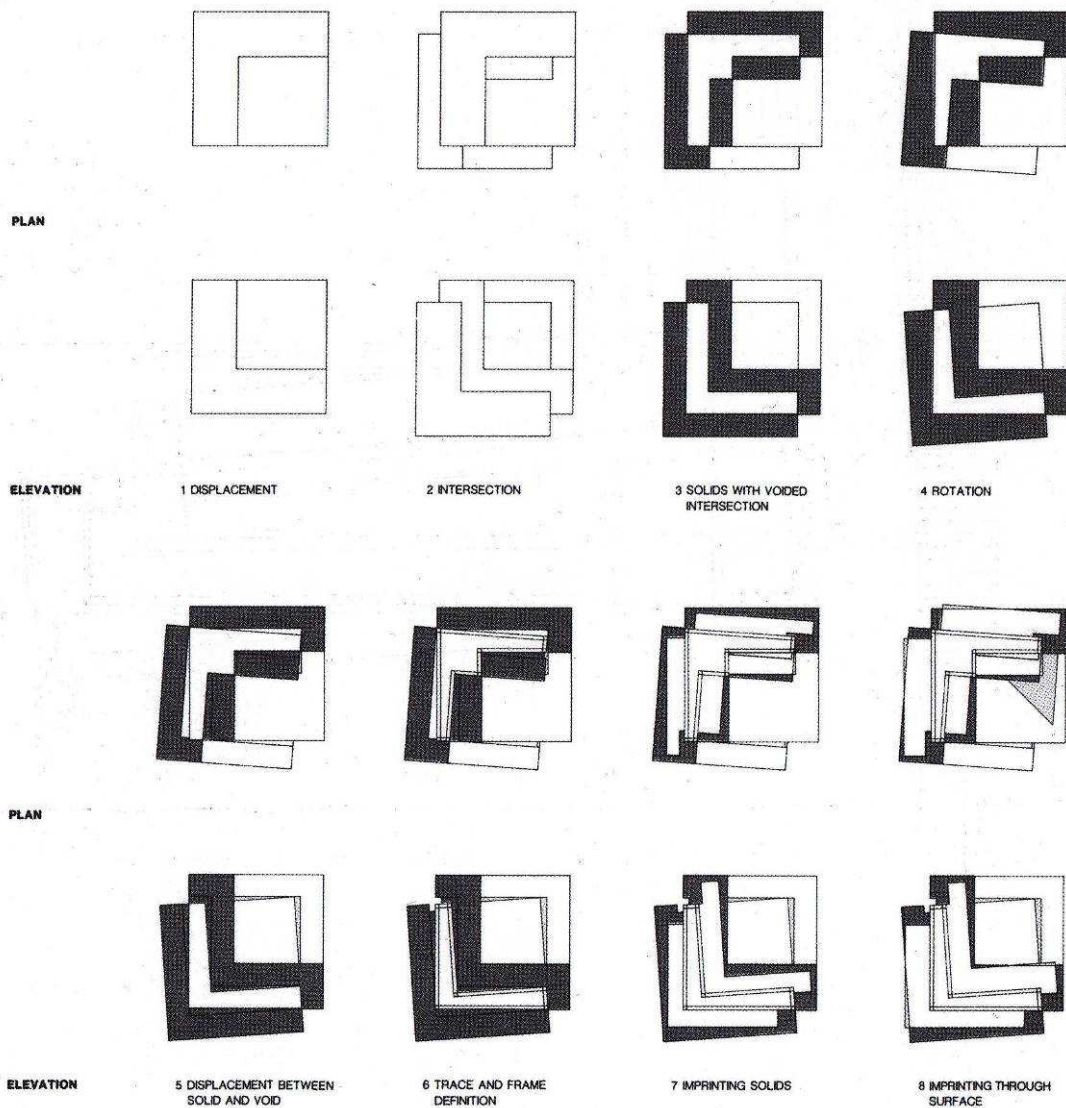 PLAN
ELEVATION
1 DISPLACEMENT
2 INTERSECTION
3 SOLIDS WITH VOIDED
INTERSECTION
4 ROTATION
PLAN
ELEVATION
5 DISPLACEMENT BETWEEN
SOLID AND VOID
6 TRACE AND FRAME
DEFINITION
7 IMPRINTING SOLIDS
8 IMPRINTING THROUGH
SURFACE